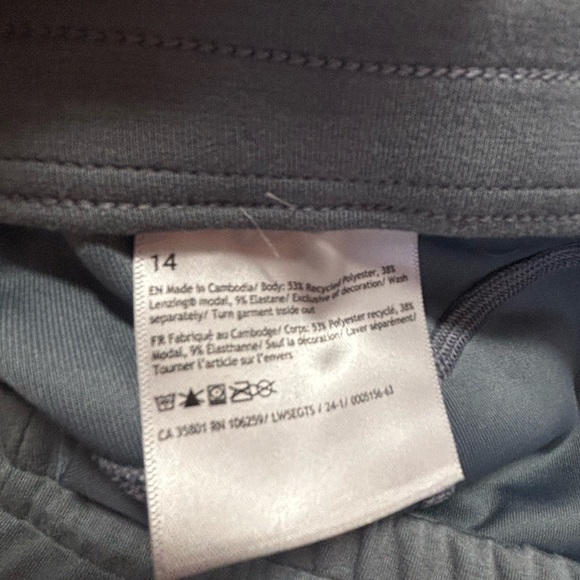 14
EN Made in Cambodia/ Body: 53% Recycled Polyester, 38%
Lenzing® modal, 9% Elastane/ Exclusive of decoration/ Wash
separately/ Turn garment inside out
FR Fabriqué au Cambodge/ Corps: 53% Polyester recyclé, 38%
Modal, 9% Élasthanne/ Sauf la décoration/ Laver séparément/
Tourner l'article sur l'envers
CA 35801 RN 106259/ LW5EGTS / 24-1/ 0005156-63